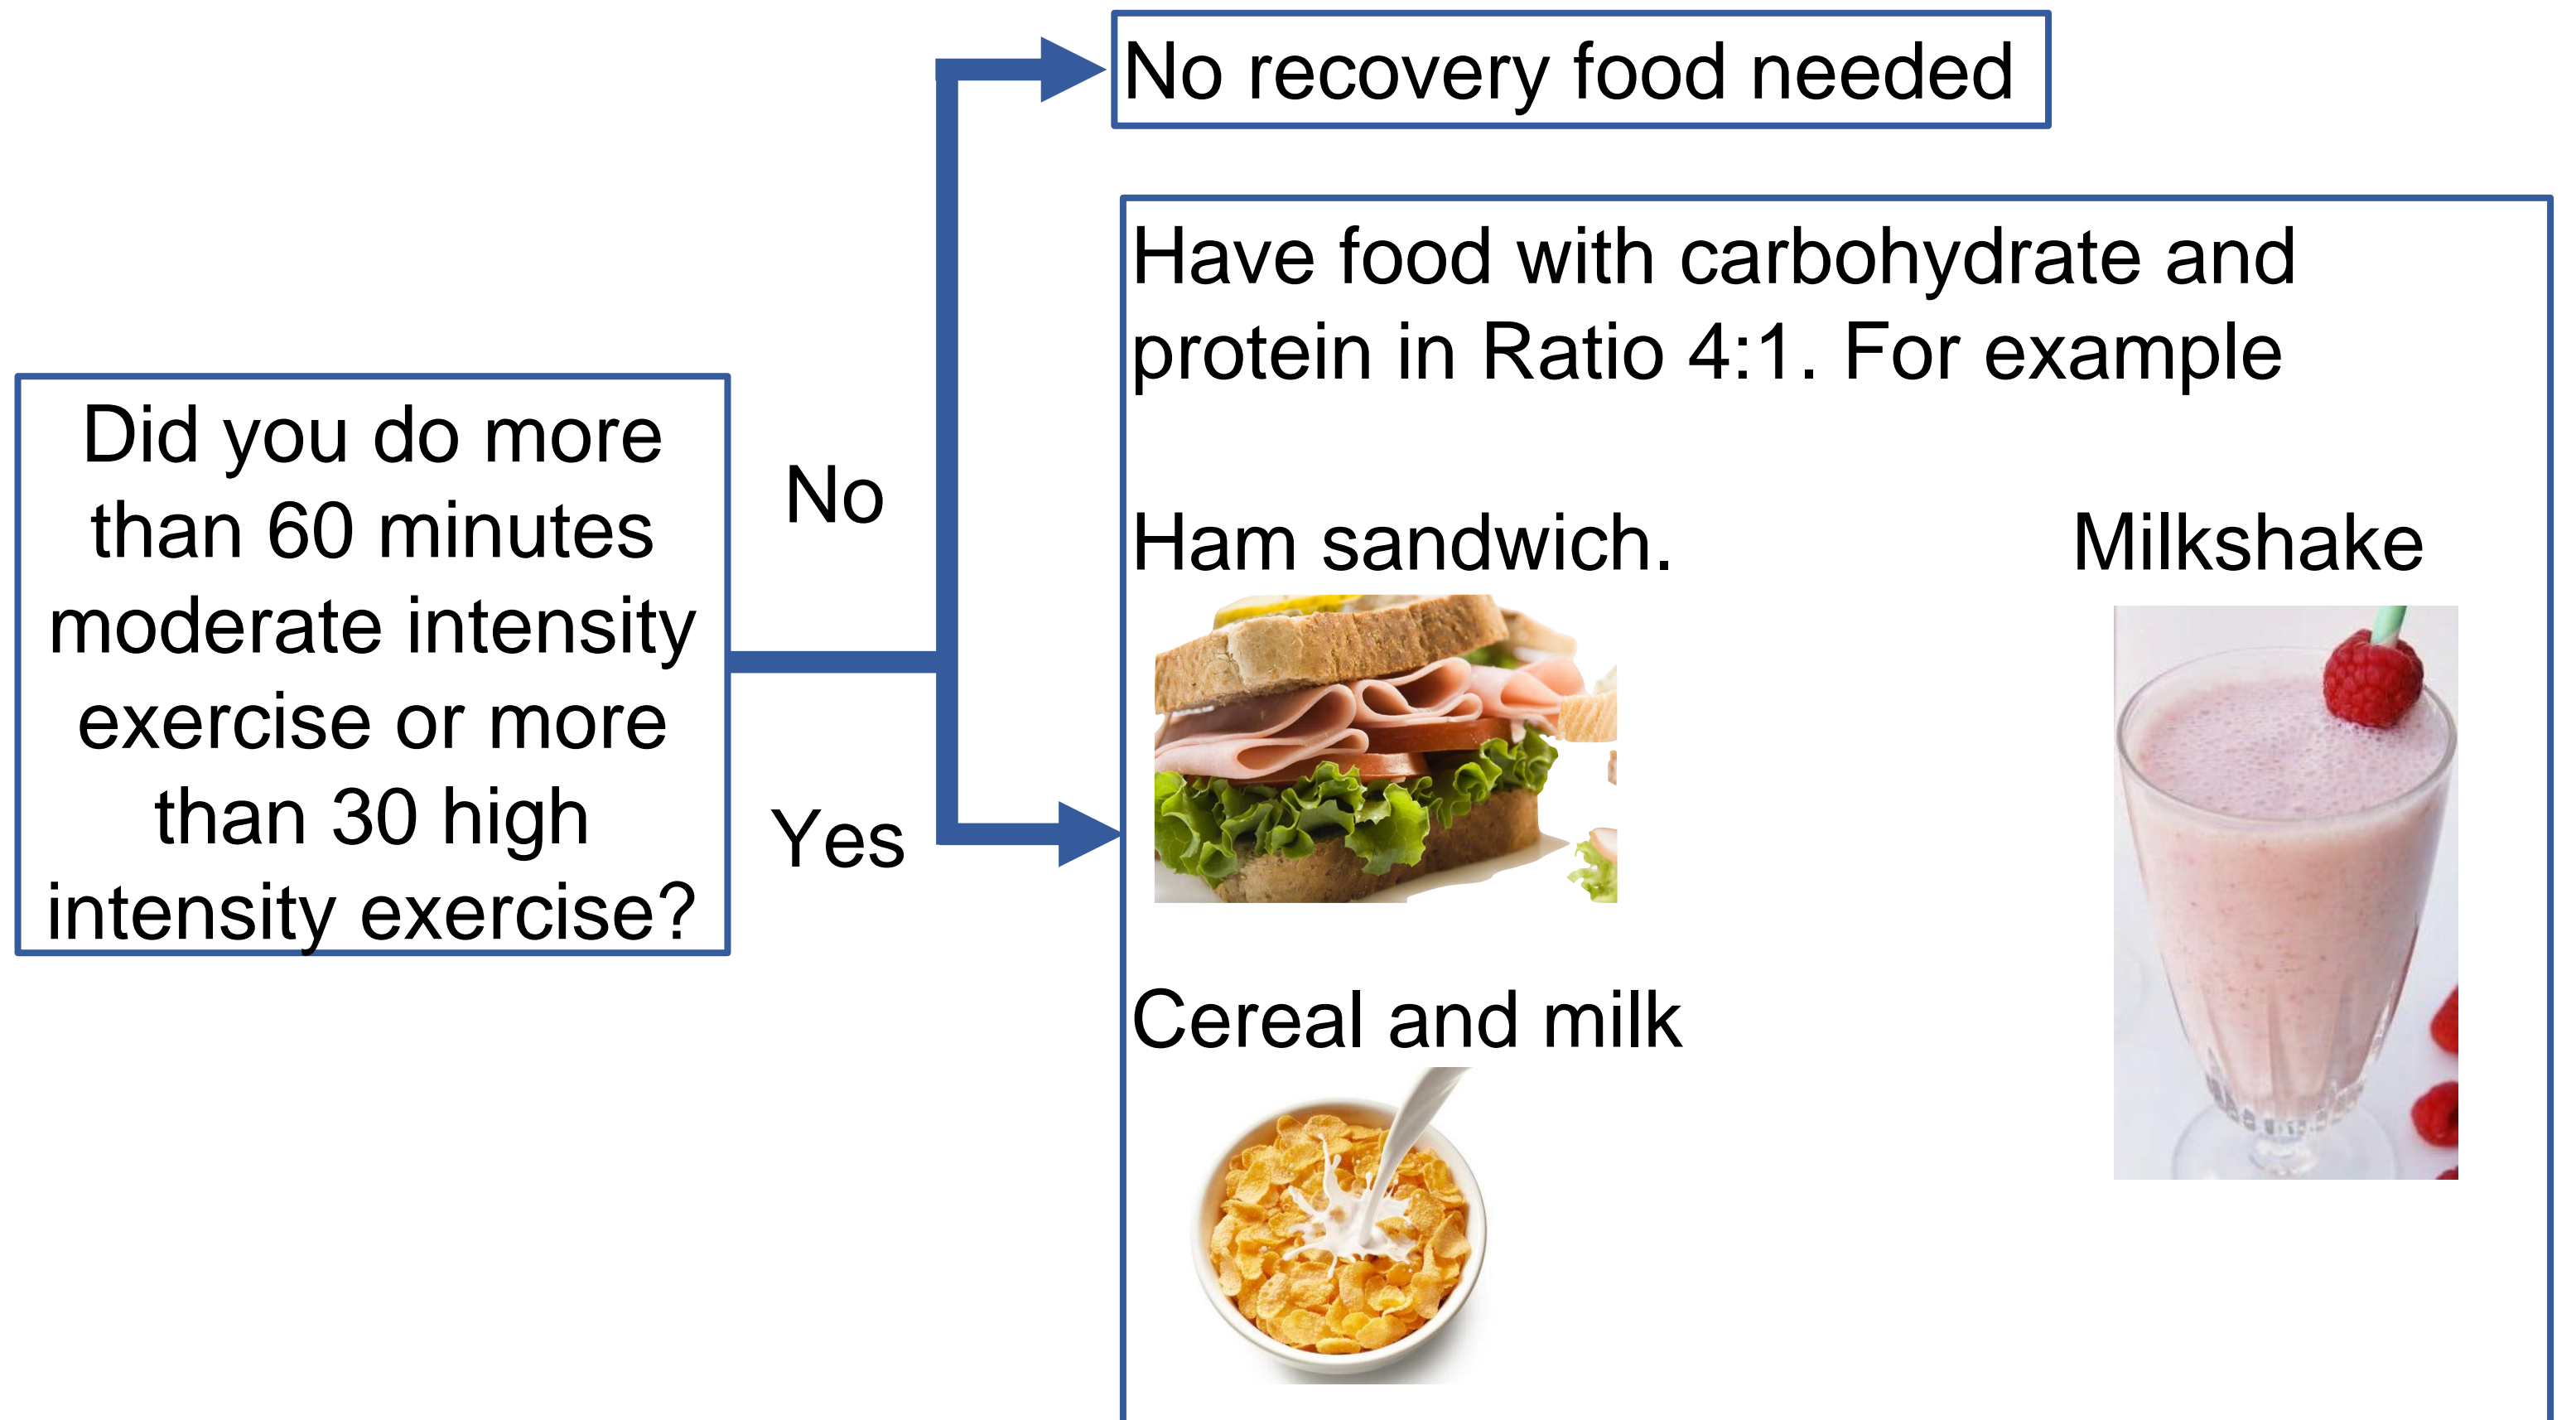 No recovery food needed
Did you do more
than 60 minutes
moderate intensity
exercise or more
than 30 high
intensity exercise?
No
Yes
Have food with carbohydrate and
protein in Ratio 4:1. For example
Ham sandwich.
Milkshake
Cereal and milk